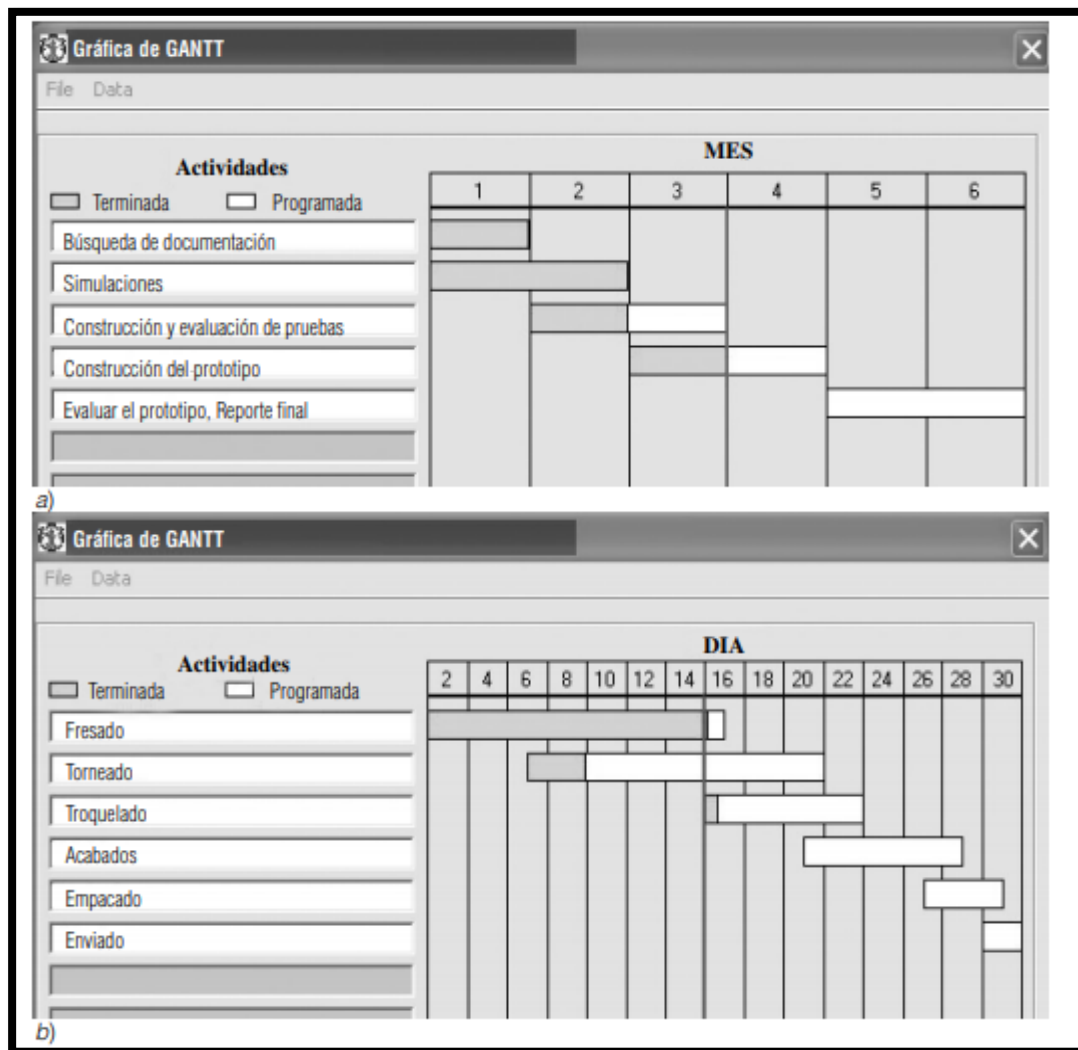 Gráfica de GANTT
File Data
MES
Actividades
Terminada Programada
1 2 3 4 5 6
Búsqueda de documentación
Simulaciones
Construcción y evaluación de pruebas
Construcción del prototipo
Evaluar el prototipo, Reporte final
a)
Gráfica de GANTT
File Data
DIA
Actividades
Terminada Programada
2 4 6 8 10 12 14 16 18 20 22 24 26 28 30
Fresado
Torneado
Troquelado
Acabados
Empacado
Enviado
b)